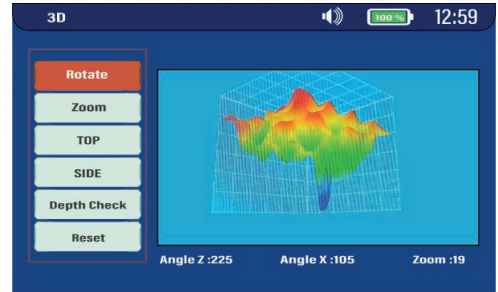 3D
100 %
12:59
Rotate
Zoom
TOP
SIDE
Depth Check
Reset
Angle Z :225
Angle X :105
Zoom :19